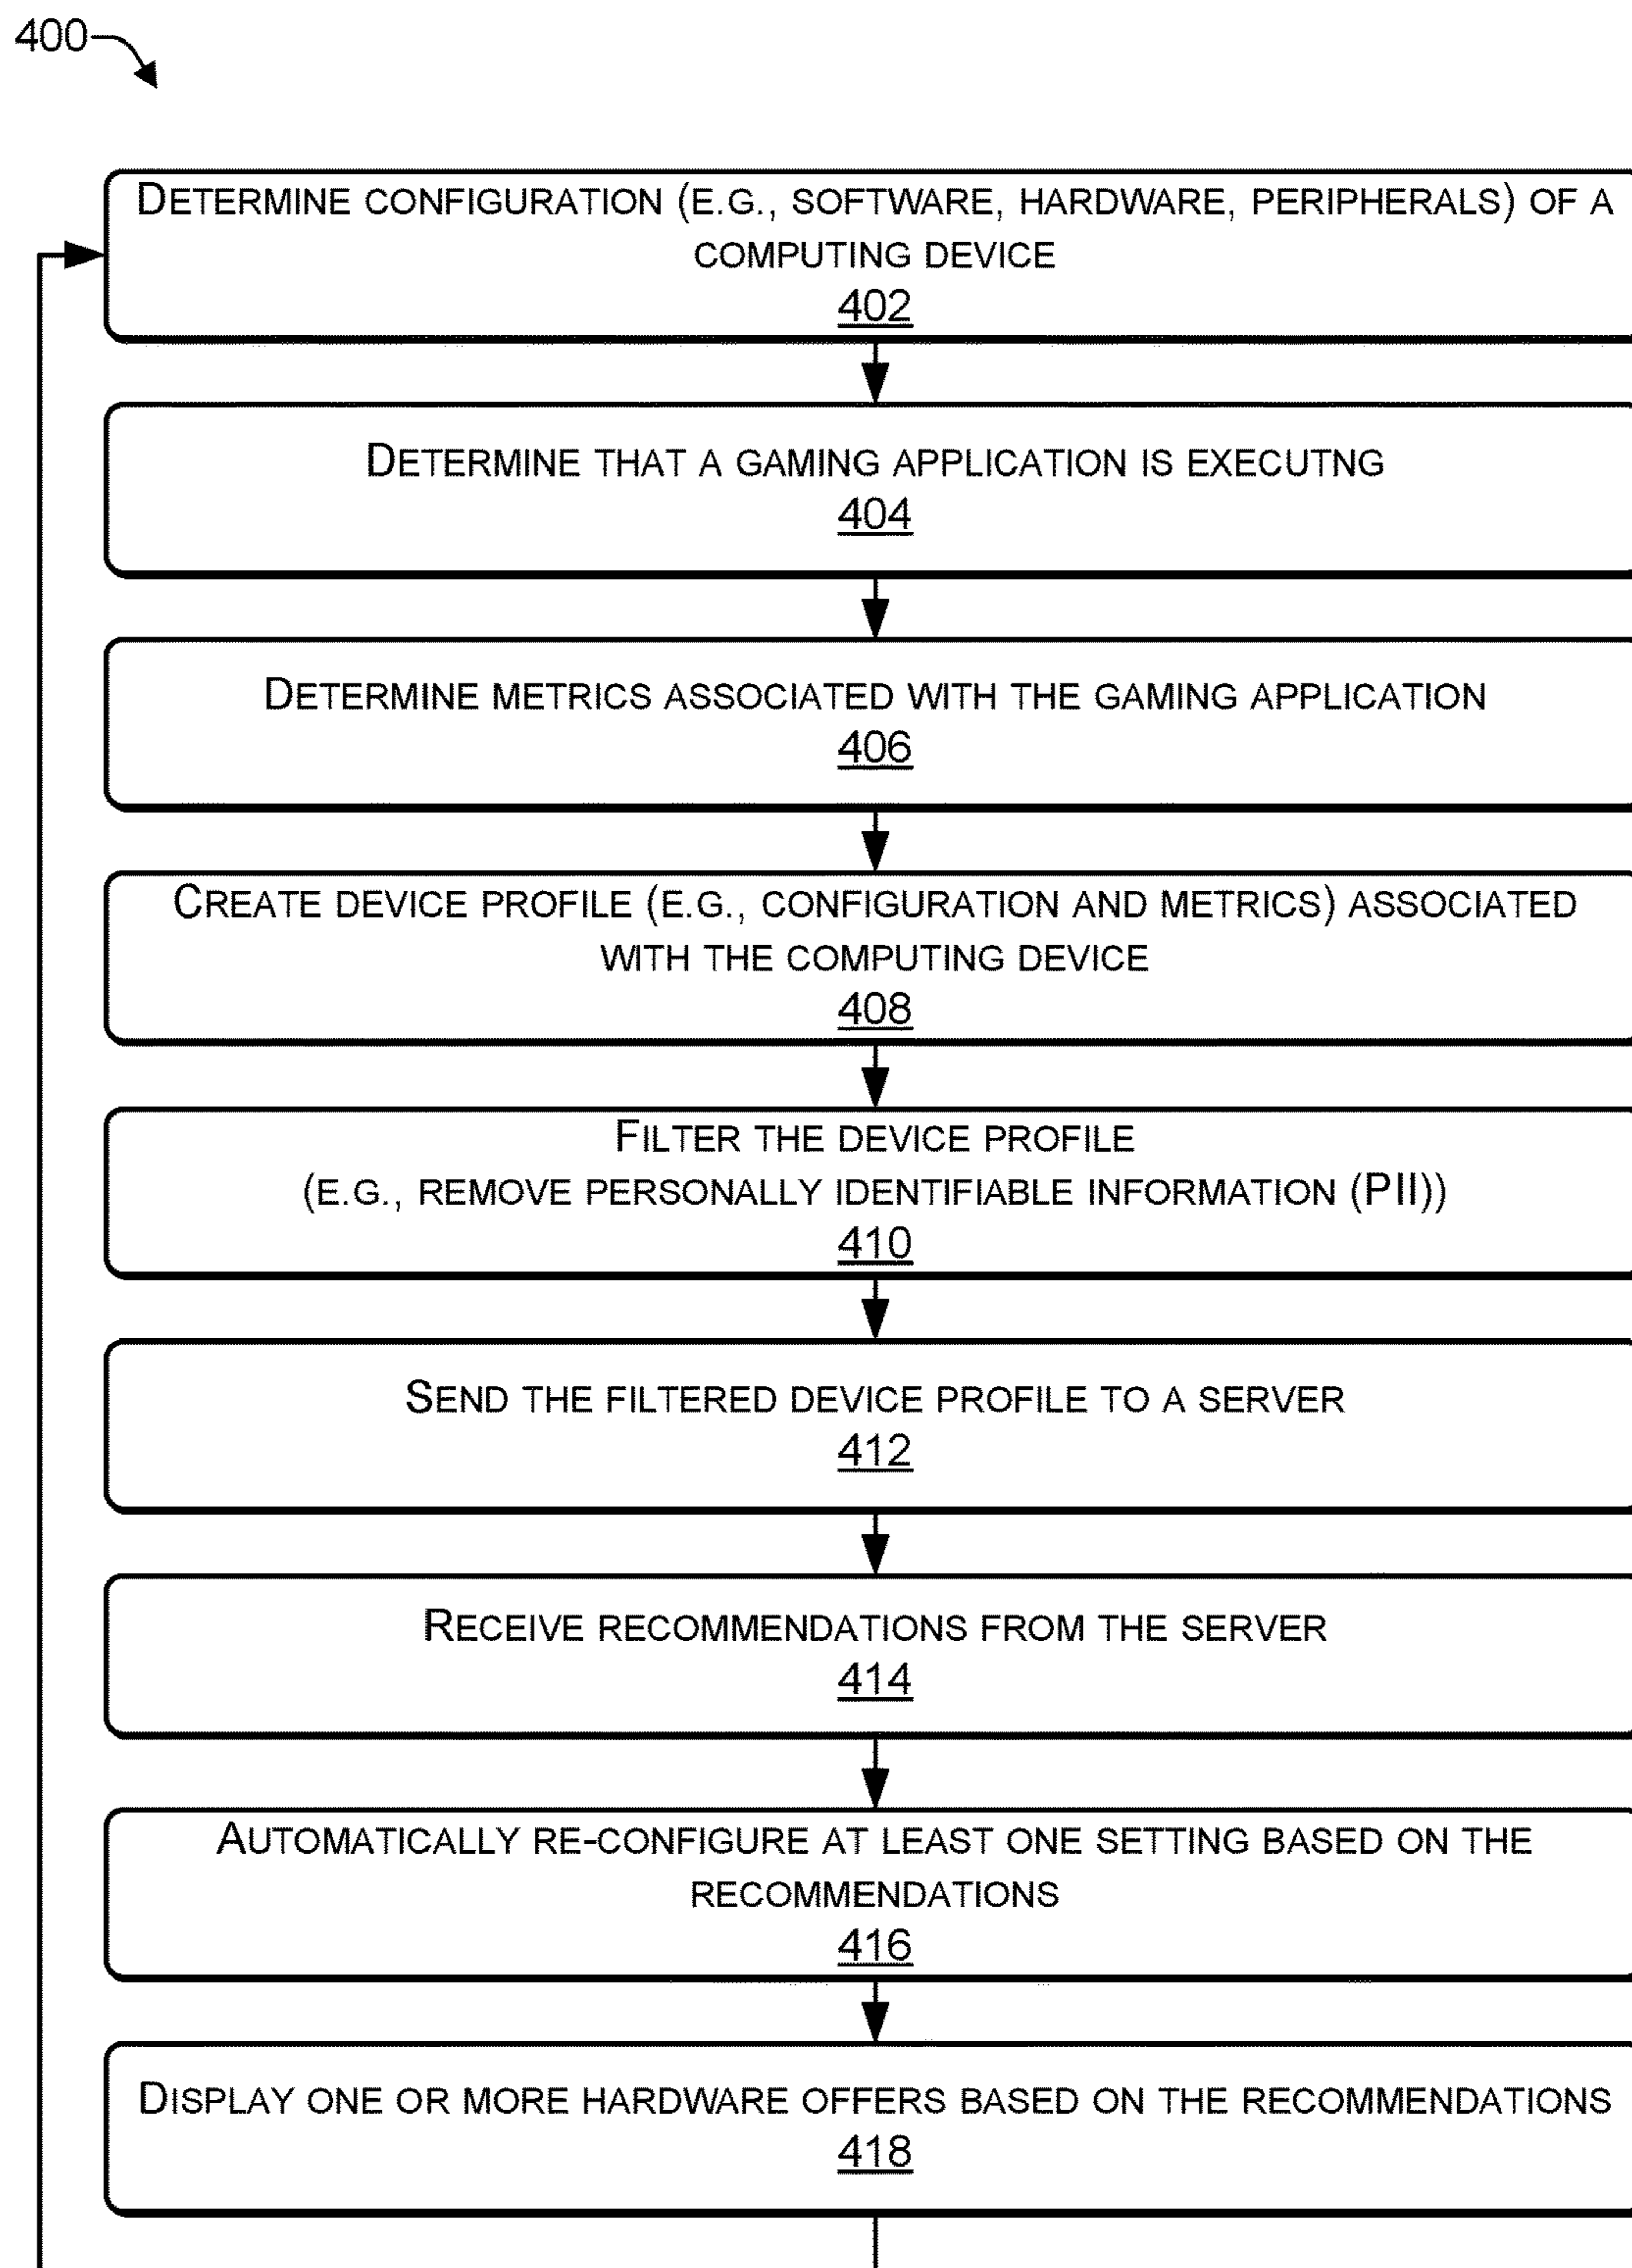 400
DETERMINE CONFIGURATION (E.G., SOFTWARE, HARDWARE, PERIPHERALS) OF A
COMPUTING DEVICE
402
DETERMINE THAT A GAMING APPLICATION IS EXECUTNG
404
DETERMINE METRICS ASSOCIATED WITH THE GAMING APPLICATION
406
CREATE DEVICE PROFILE (E.G., CONFIGURATION AND METRICS) ASSOCIATED
WITH THE COMPUTING DEVICE
408
FILTER THE DEVICE PROFILE
(E.G., REMOVE PERSONALLY IDENTIFIABLE INFORMATION (PII))
410
SEND THE FILTERED DEVICE PROFILE TO A SERVER
412
RECEIVE RECOMMENDATIONS FROM THE SERVER
414
AUTOMATICALLY RE-CONFIGURE AT LEAST ONE SETTING BASED ON THE
RECOMMENDATIONS
416
DISPLAY ONE OR MORE HARDWARE OFFERS BASED ON THE RECOMMENDATIONS
418